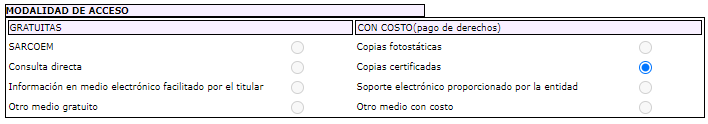 MODALIDAD DE ACCESO
GRATUITAS CON COSTO(pago de derechos)
SARCOEM Copias fotostáticas
Consulta directa Copias certificadas
Información en medio electrónico facilitado por el titular Soporte electrónico proporcionado por la entidad
Otro medio gratuito Otro medio con costo